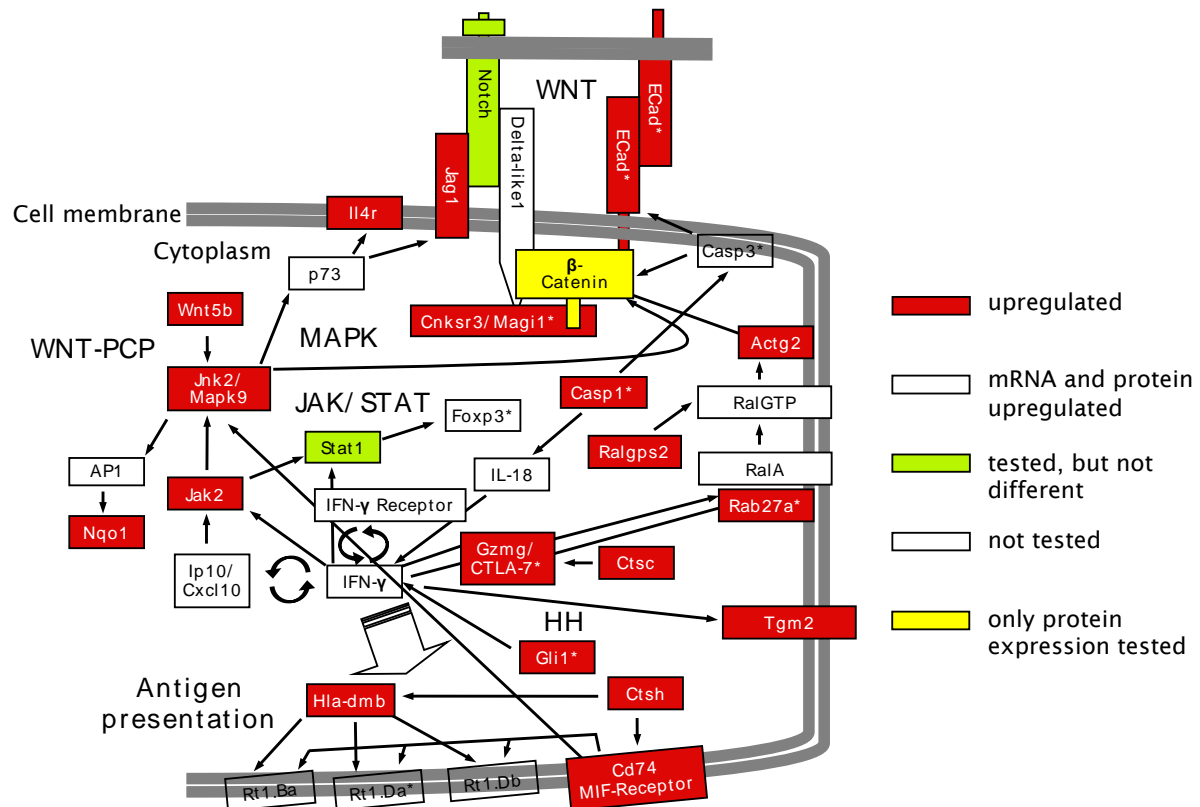 WNT
Notch
Delta-like1
ECad*
ECad*
Jag1
Cell membrane
Il4r
Cytoplasm
p73
Casp3*
β-
Catenin
Wnt5b
Cnksr3/ Magi1*
WNT-PCP
MAPK
Actg2
Jnk2/
Mapk9
JAK/ STAT
Casp1*
Foxp3*
RalGTP
Stat1
Ralgps2
AP1
IL-18
RalA
Jak2
IFN-γ Receptor
Rab27a*
Nqo1
Gzmg/
CTLA-7*
Ctsc
Ip10/
Cxcl10
IFN-γ
HH
Tgm2
Gli1*
Antigen
presentation
Hla-dmb
Ctsh
Rt1.Ba
Rt1.Da*
Rt1.Db
Cd74
MIF-Receptor
upregulated
mRNA and protein
upregulated
tested, but not
different
not tested
only protein
expression tested